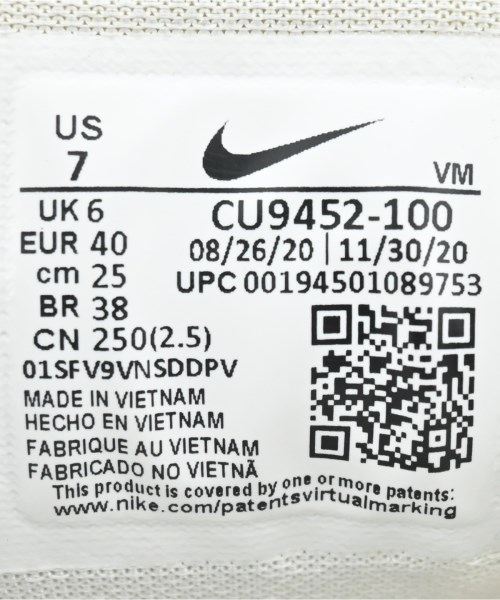 US
7
VM
UK 6
EUR 40
cm 25
BR 38
CN 250(2.5)
01SFV9VNSDDPV
CU9452-100
08/26/20 | 11/30/20
UPC 00194501089753
MADE IN VIETNAM
HECHO EN VIETNAM
FABRIQUE AU VIETNAM
FABRICADO NO VIETNÃ
This product is covered by one or more patents:
www.nike.com/patentsvirtualmarking